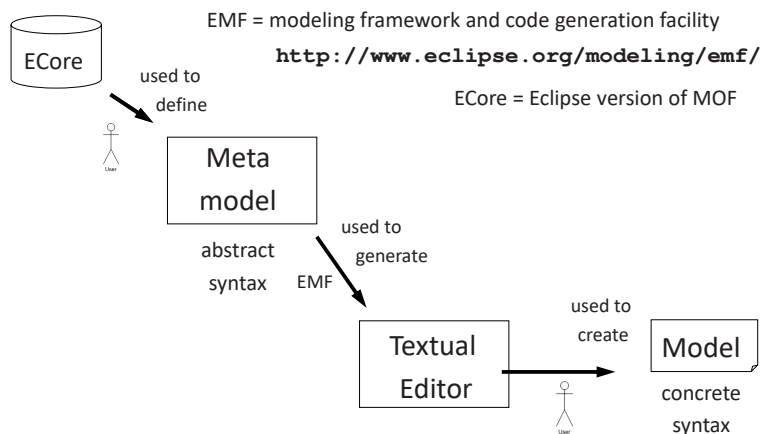 EMF = modeling framework and code generation facility
http://www.eclipse.org/modeling/emf/
ECore = Eclipse version of MOF
ECore
used to
define
User
Meta
model
abstract
syntax
used to
generate
EMF
Textual
Editor
used to
create
User
Model
concrete
syntax